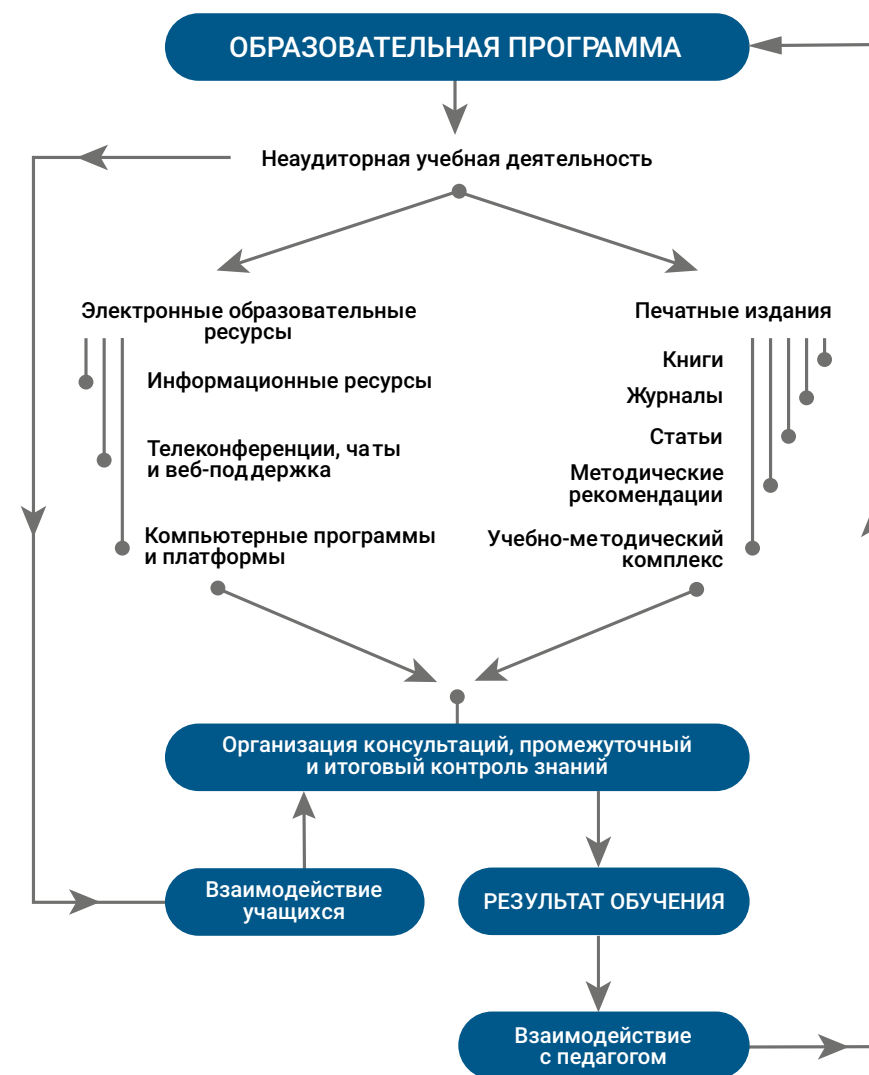 ОБРАЗОВАТЕЛЬНАЯ ПРОГРАММА
Неаудиторная учебная деятельность
Электронные образовательные
ресурсы
Информационные ресурсы
Телеконференции, чаты
и веб-поддержка
Компьютерные программы
и платформы
Печатные издания
Книги
Журналы
Статьи
Методические
рекомендации
Учебно-методический
комплекс
Организация консультаций, промежуточный
и итоговый контроль знаний
Взаимодействие
учащихся
РЕЗУЛЬТАТ ОБУЧЕНИЯ
Взаимодействие
с педагогом